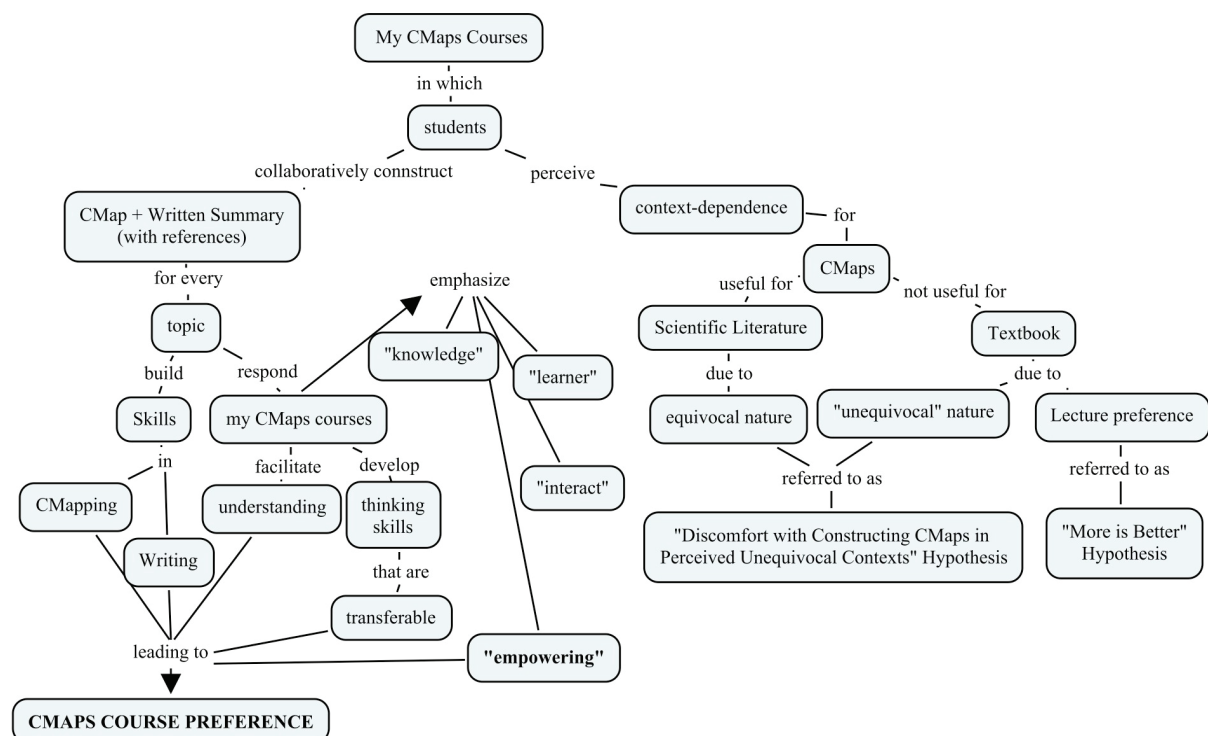 My CMaps Courses
in which
students
collaboratively connstruct
perceive
CMap + Written Summary
(with references)
context-dependence
for
for every
emphasize
CMaps
useful for
not useful for
topic
Scientific Literature
Textbook
"knowledge"
"learner"
build
respond
due to
due to
Skills
my CMaps courses
equivocal nature
"unequivocal" nature
Lecture preference
in
facilitate
develop
referred to as
referred to as
CMapping
understanding
thinking
skills
"interact"
"Discomfort with Constructing CMaps in
Perceived Unequivocal Contexts" Hypothesis
"More is Better"
Hypothesis
Writing
that are
transferable
leading to
"empowering"
CMAPS COURSE PREFERENCE